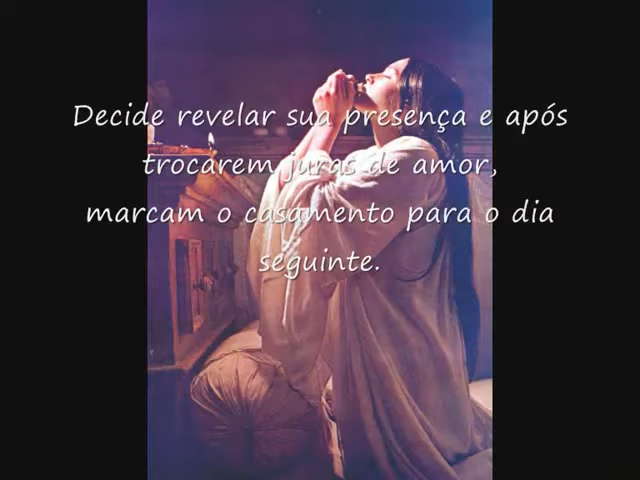 Decide revelar sua presença e após
trocarem juras de amor,
marcam o casamento para o dia
seguinte.